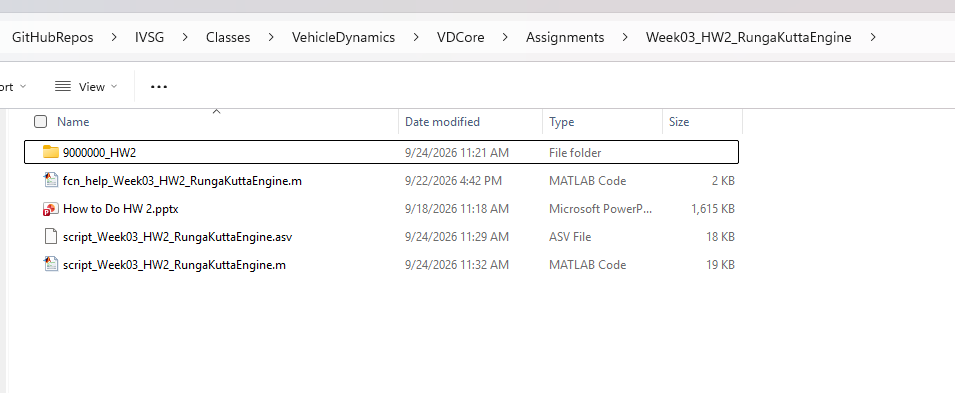 GitHubRepos > IVSG > Classes > VehicleDynamics > VDCore > Assignments > Week03_HW2_RungaKuttaEngine >
ort View ...
Name Date modified Type Size
9000000_HW2 9/24/2026 11:21 AM File folder
fcn_help_Week03_HW2_RungaKuttaEngine.m 9/22/2026 4:42 PM MATLAB Code 2 KB
How to Do HW 2.pptx 9/18/2026 11:18 AM Microsoft PowerP... 1,615 KB
script_Week03_HW2_RungaKuttaEngine.asv 9/24/2026 11:29 AM ASV File 18 KB
script_Week03_HW2_RungaKuttaEngine.m 9/24/2026 11:32 AM MATLAB Code 19 KB